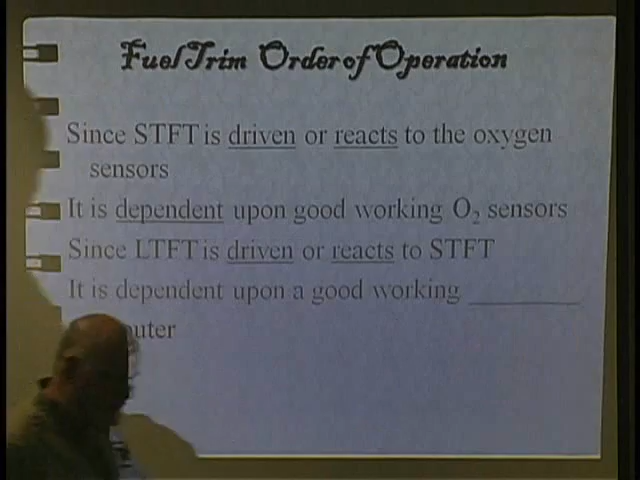 Fuel Trim Order of Operation
Since STFT is driven or reacts to the oxygen
sensors
It is dependent upon good working O₂ sensors
Since LTFT is driven or reacts to STFT
It is dependent upon a good working ________